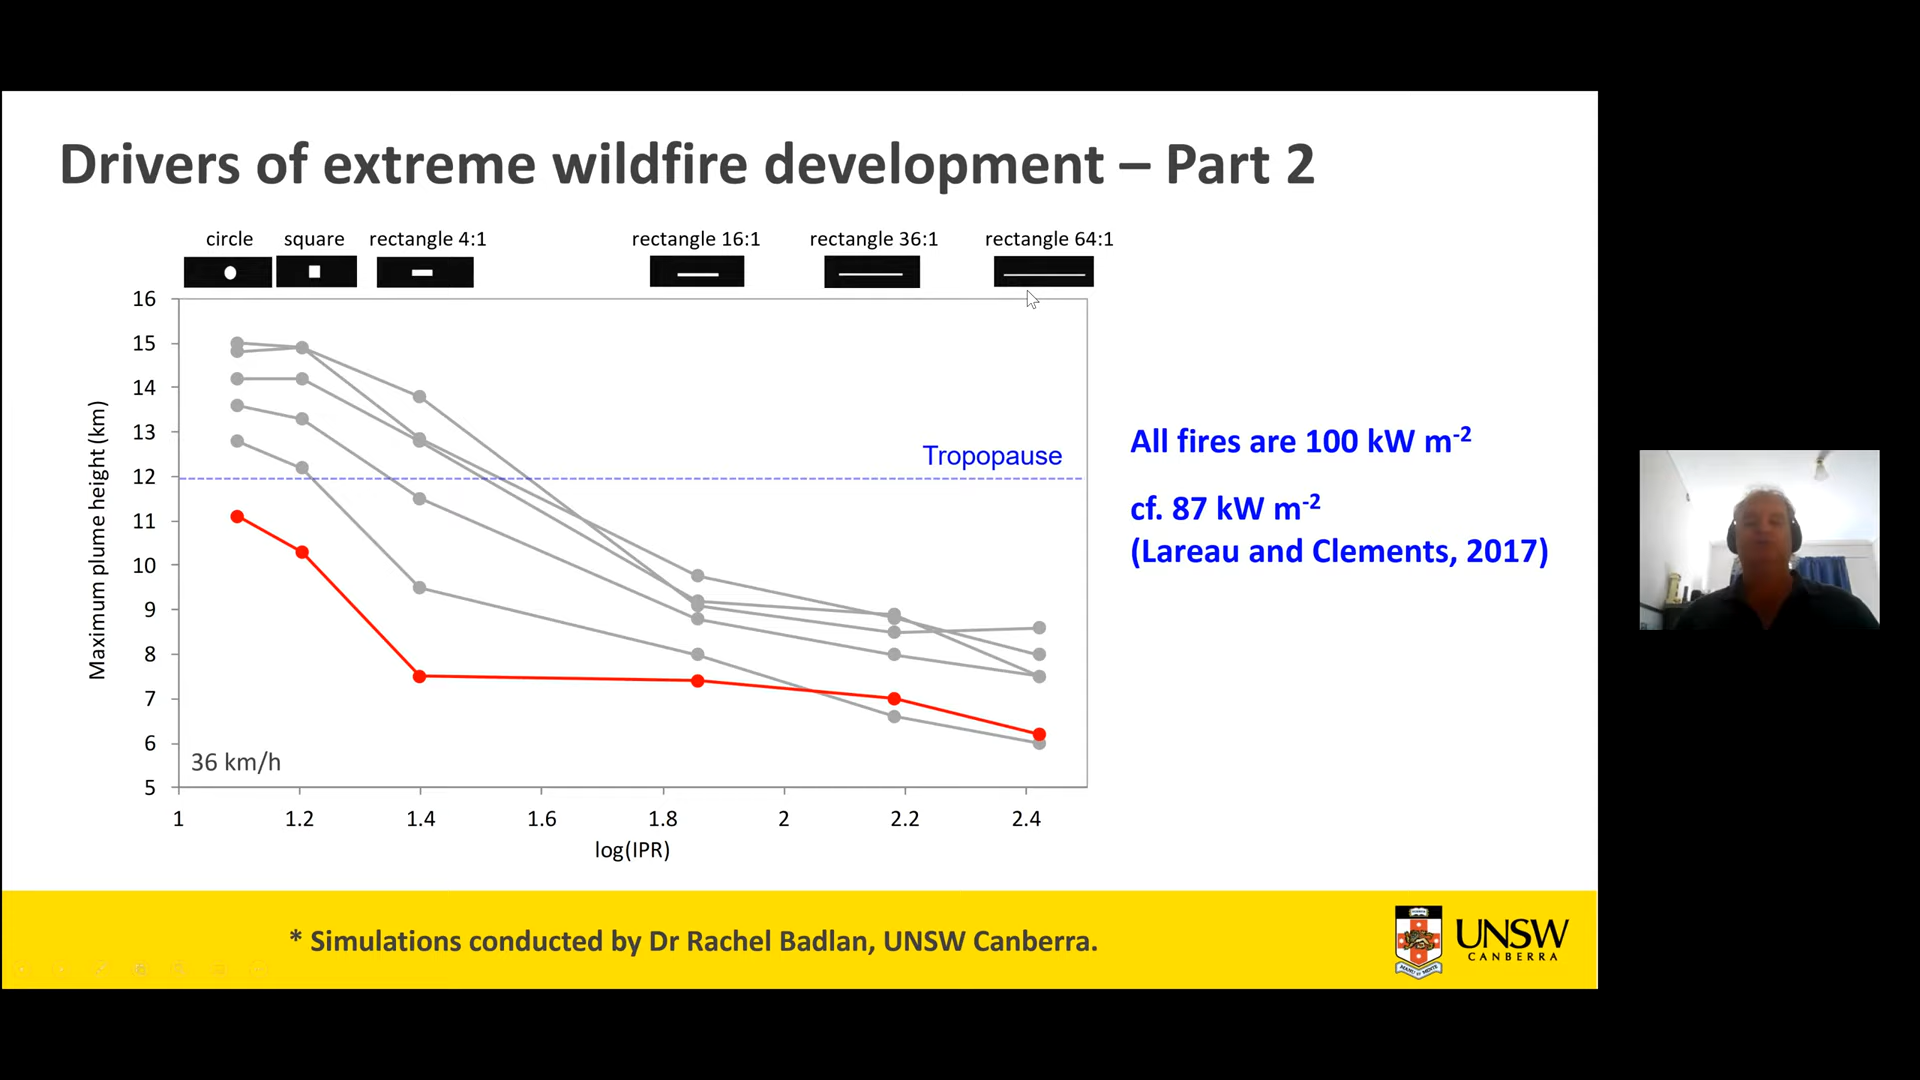 Drivers of extreme wildfire development – Part 2
circle square rectangle 4:1 rectangle 16:1 rectangle 36:1 rectangle 64:1
16
15
14
13
12
11
10
9
8
7
6
5
Maximum plume height (km)
Tropopause
36 km/h
1 1.2 1.4 1.6 1.8 2 2.2 2.4
log(IPR)
All fires are 100 kW m-2
cf. 87 kW m-2
(Lareau and Clements, 2017)
* Simulations conducted by Dr Rachel Badlan, UNSW Canberra.
UNSW
CANBERRA